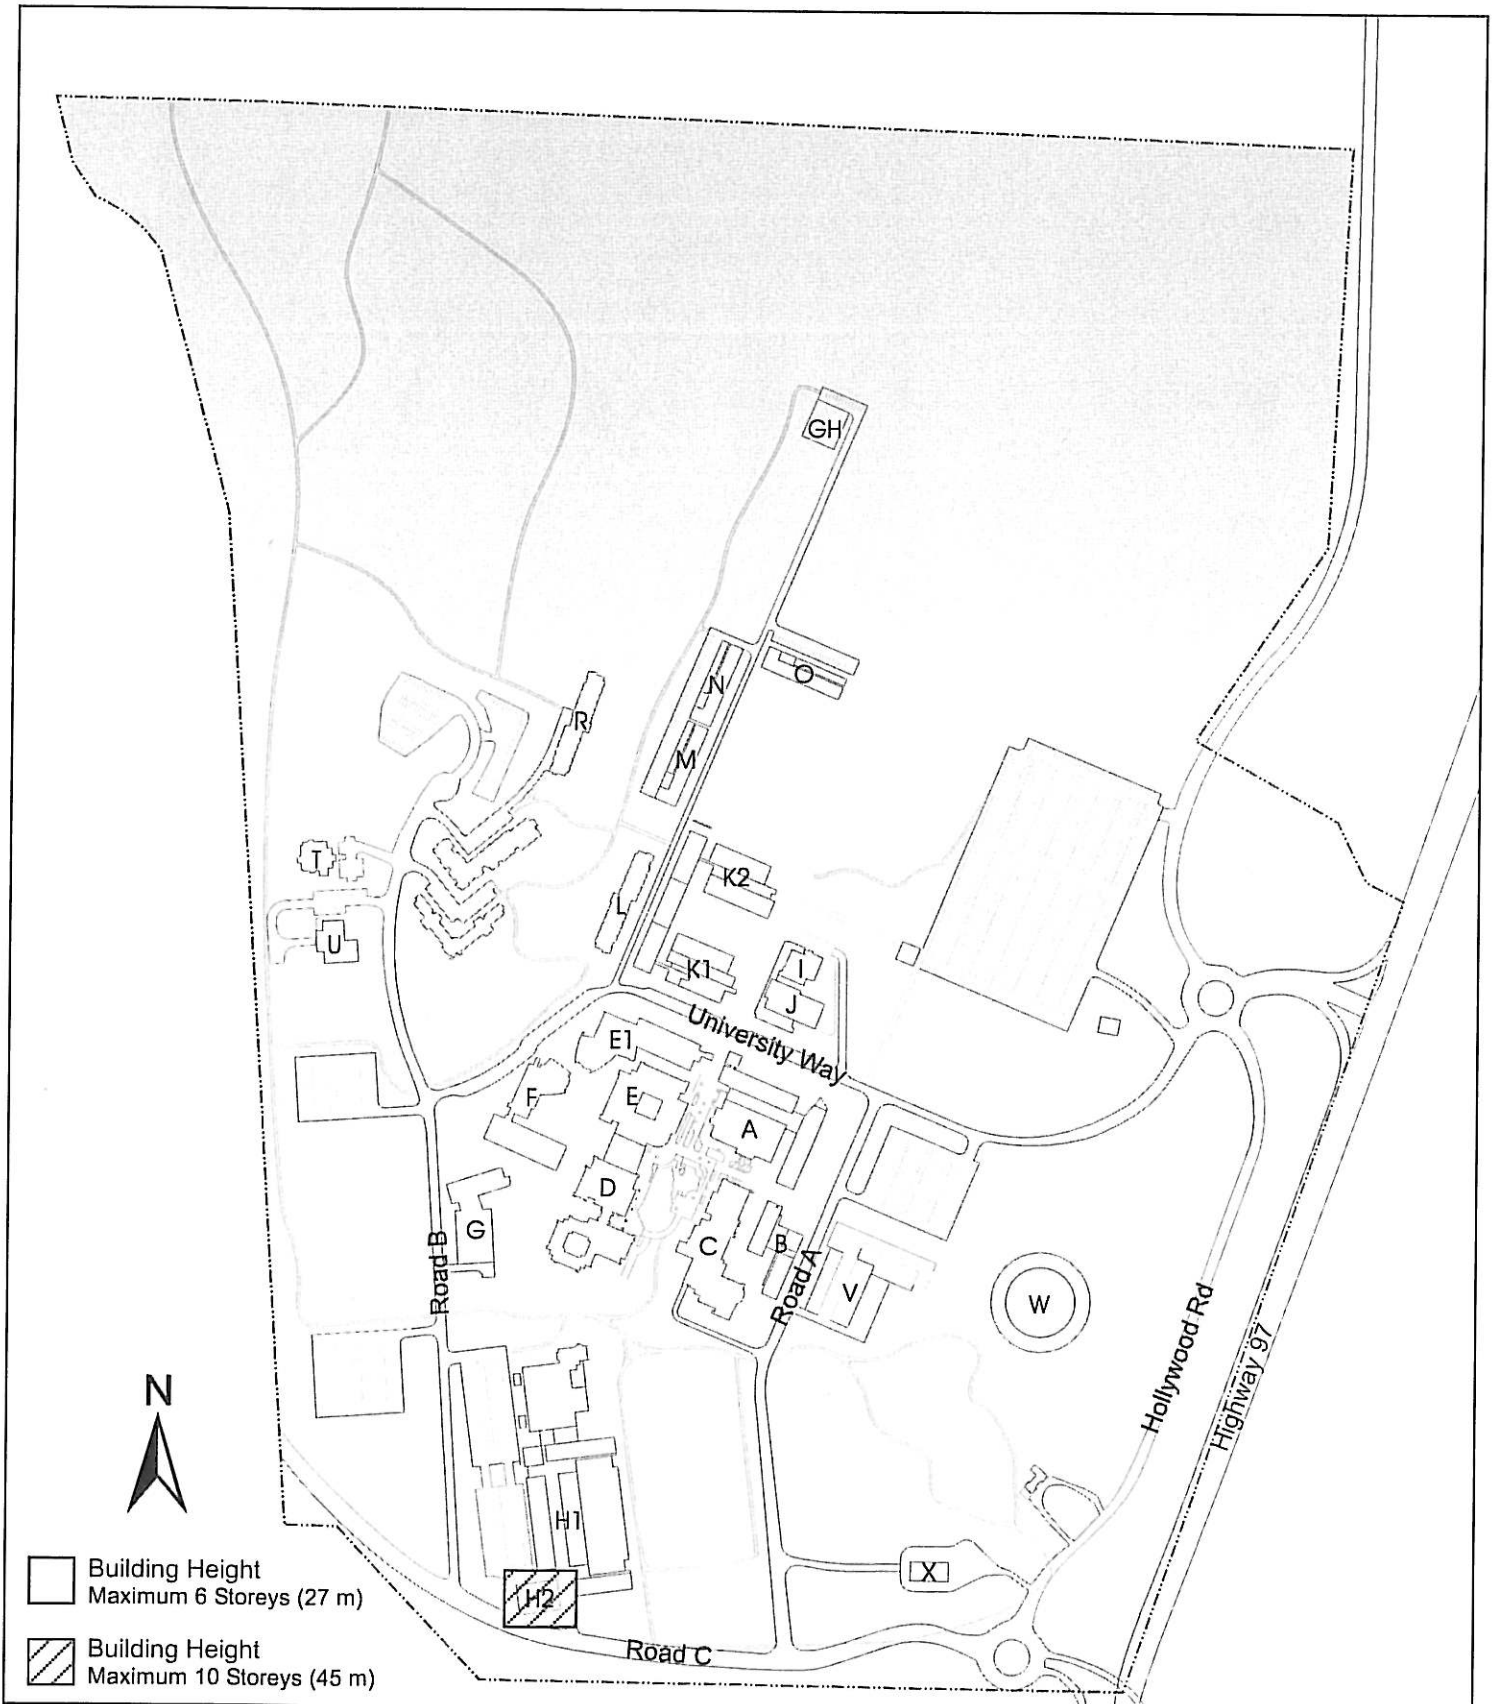 GH
N
O
R
M
T
K2
L
U
K1
I
J
University Way
E1
F
E
A
D
G
C
B
Road A
V
W
Road B
Hollywood Rd
Highway 97
N
H1
X
H2
Road C
Building Height
Maximum 6 Storeys (27 m)
Building Height
Maximum 10 Storeys (45 m)